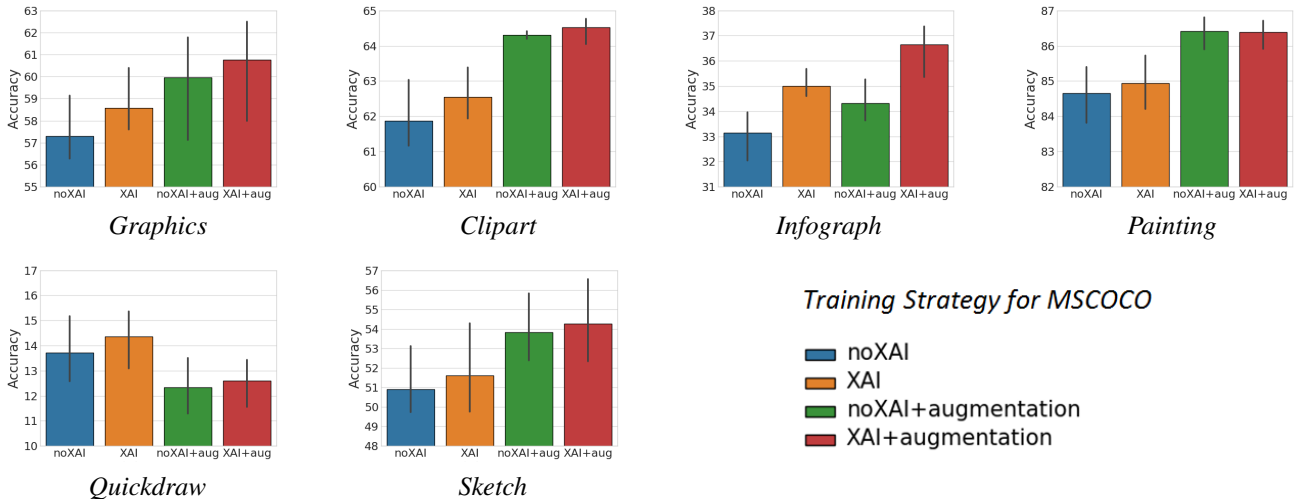 Accuracy
63
62
61
60
59
58
57
56
55
noXAI XAI noXAI+aug XAI+aug
Graphics
Accuracy
65
64
63
62
61
60
noXAI XAI noXAI+aug XAI+aug
Clipart
Accuracy
38
37
36
35
34
33
32
31
noXAI XAI noXAI+aug XAI+aug
Infograph
Accuracy
87
86
85
84
83
82
noXAI XAI noXAI+aug XAI+aug
Painting
Accuracy
17
16
15
14
13
12
11
10
noXAI XAI noXAI+aug XAI+aug
Quickdraw
Accuracy
57
56
55
54
53
52
51
50
49
48
noXAI XAI noXAI+aug XAI+aug
Sketch
Training Strategy for MSCOCO
noXAI
XAI
noXAI+augmentation
XAI+augmentation